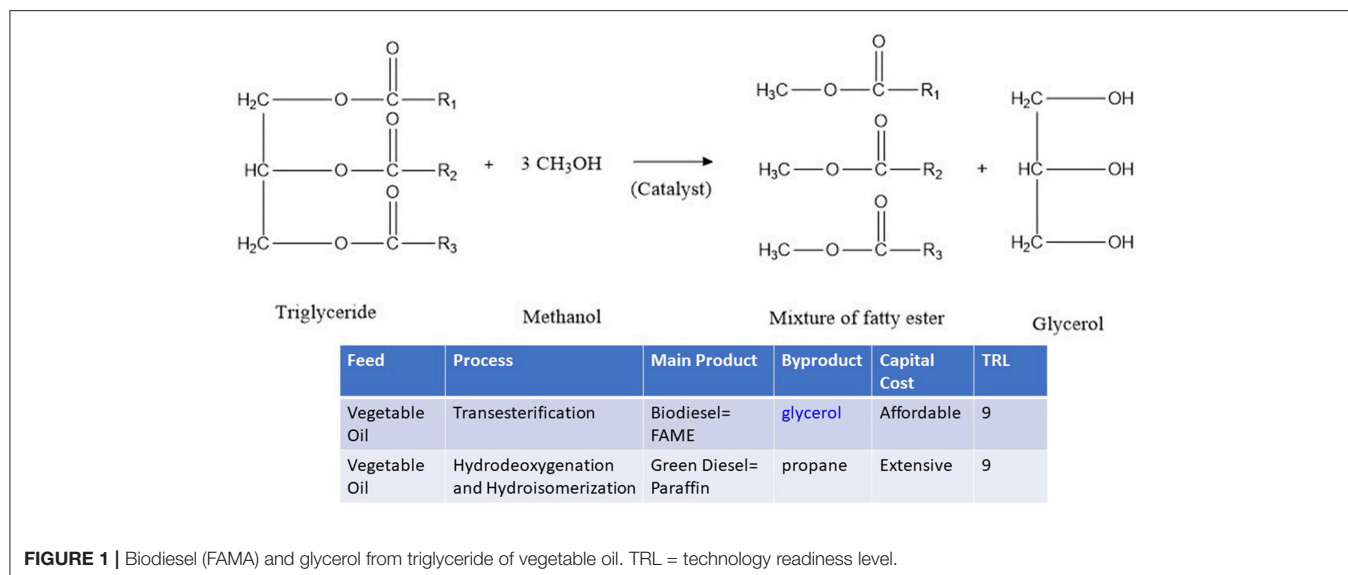 O O
H₂C O C R₁ H₃C O C R₁ H₂C OH
O O
HC O C R₂ + 3 CH₃OH (Catalyst) H₃C O C R₂ + HC OH
O O
H₂C O C R₃ H₃C O C R₃ H₂C OH
Triglyceride Methanol Mixture of fatty ester Glycerol
Feed Process Main Product Byproduct Capital Cost TRL
Vegetable Oil Transesterification Biodiesel= FAME glycerol Affordable 9
Vegetable Oil Hydrodeoxygenation and Hydroisomerization Green Diesel= Paraffin propane Extensive 9
FIGURE 1 | Biodiesel (FAMA) and glycerol from triglyceride of vegetable oil. TRL = technology readiness level.